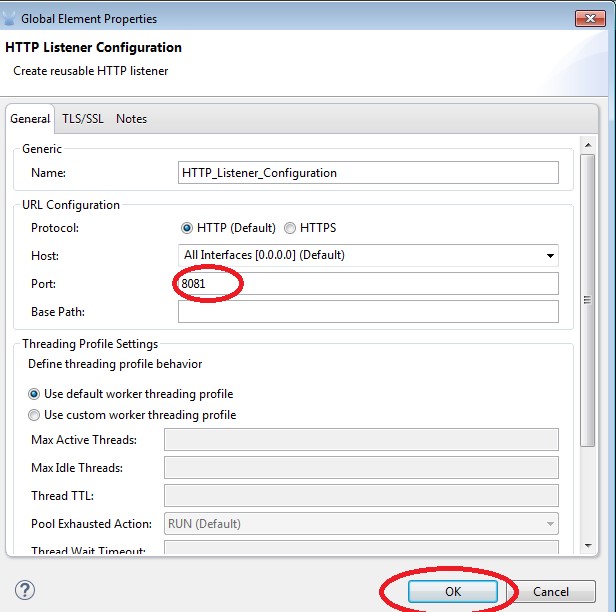 Global Element Properties
HTTP Listener Configuration
Create reusable HTTP listener
General TLS/SSL Notes
Generic
Name: HTTP_Listener_Configuration
URL Configuration
Protocol: HTTP (Default) HTTPS
Host: All Interfaces [0.0.0.0] (Default)
Port: 8081
Base Path:
Threading Profile Settings
Define threading profile behavior
Use default worker threading profile
Use custom worker threading profile
Max Active Threads:
Max Idle Threads:
Thread TTL:
Pool Exhausted Action: RUN (Default)
Thread Wait Timeout:
? OK Cancel